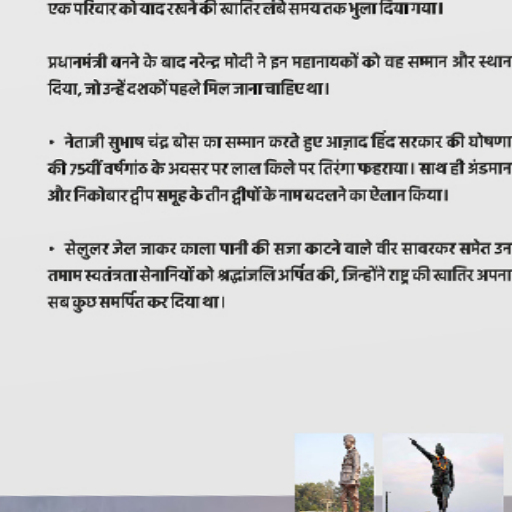 एक परिवार को याद रखने की खातिर लंबे समय तक भुला दिया गया।
प्रधानमंत्री बनने के बाद नरेन्द्र मोदी ने इन महानायकों को वह सम्मान और स्थान
दिया, जो उन्हें दशकों पहले मिल जाना चाहिए था।
• नेताजी सुभाष चंद्र बोस का सम्मान करते हुए आज़ाद हिंद सरकार की घोषणा
की 75वीं वर्षगांठ के अवसर पर लाल किले पर तिरंगा फहराया। साथ ही अंडमान
और निकोबार द्वीप समूह के तीन द्वीपों के नाम बदलने का ऐलान किया।
• सेलुलर जेल जाकर काला पानी की सजा काटने वाले वीर सावरकर समेत उन
तमाम स्वतंत्रता सेनानियों को श्रद्धांजलि अर्पित की, जिन्होंने राष्ट्र की खातिर अपना
सब कुछ समर्पित कर दिया था।